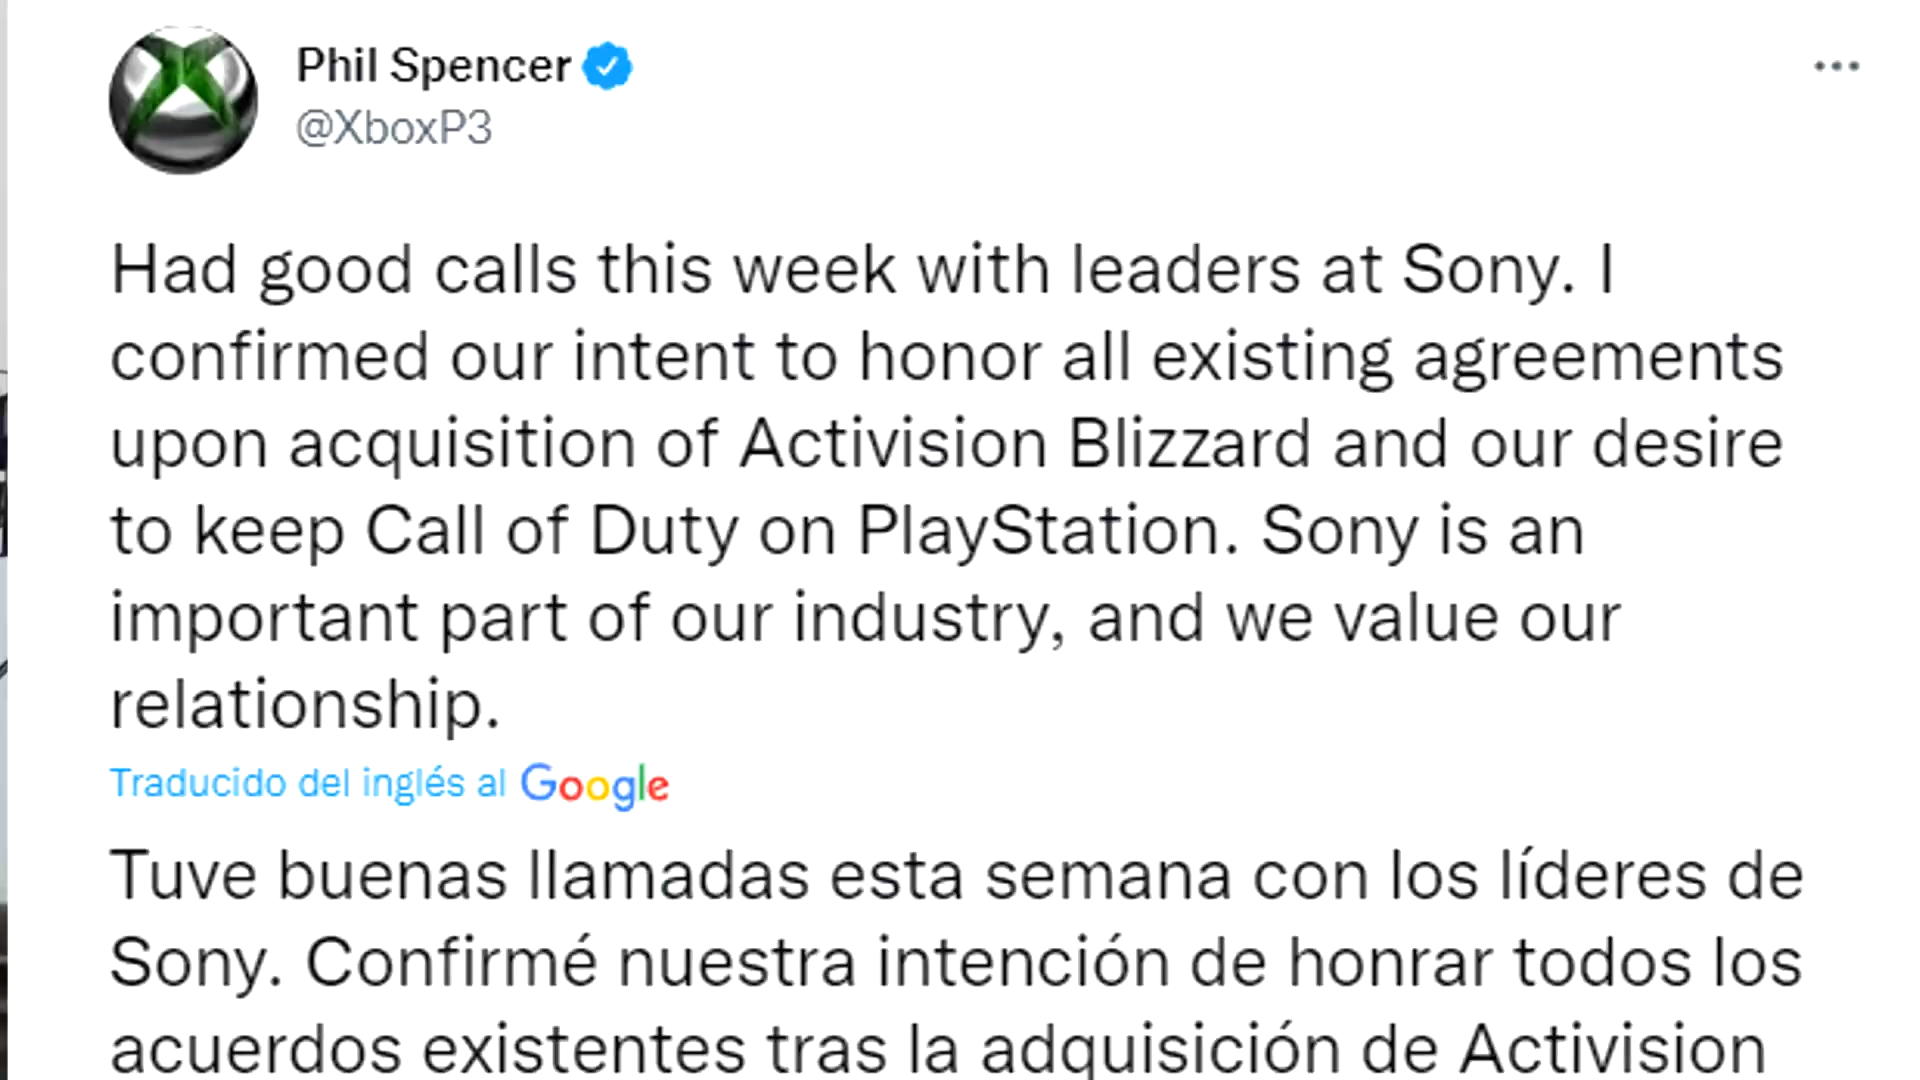 Phil Spencer
@XboxP3
Had good calls this week with leaders at Sony. I
confirmed our intent to honor all existing agreements
upon acquisition of Activision Blizzard and our desire
to keep Call of Duty on PlayStation. Sony is an
important part of our industry, and we value our
relationship.
Traducido del inglés al Google
Tuve buenas llamadas esta semana con los líderes de
Sony. Confirmé nuestra intención de honrar todos los
acuerdos existentes tras la adquisición de Activision